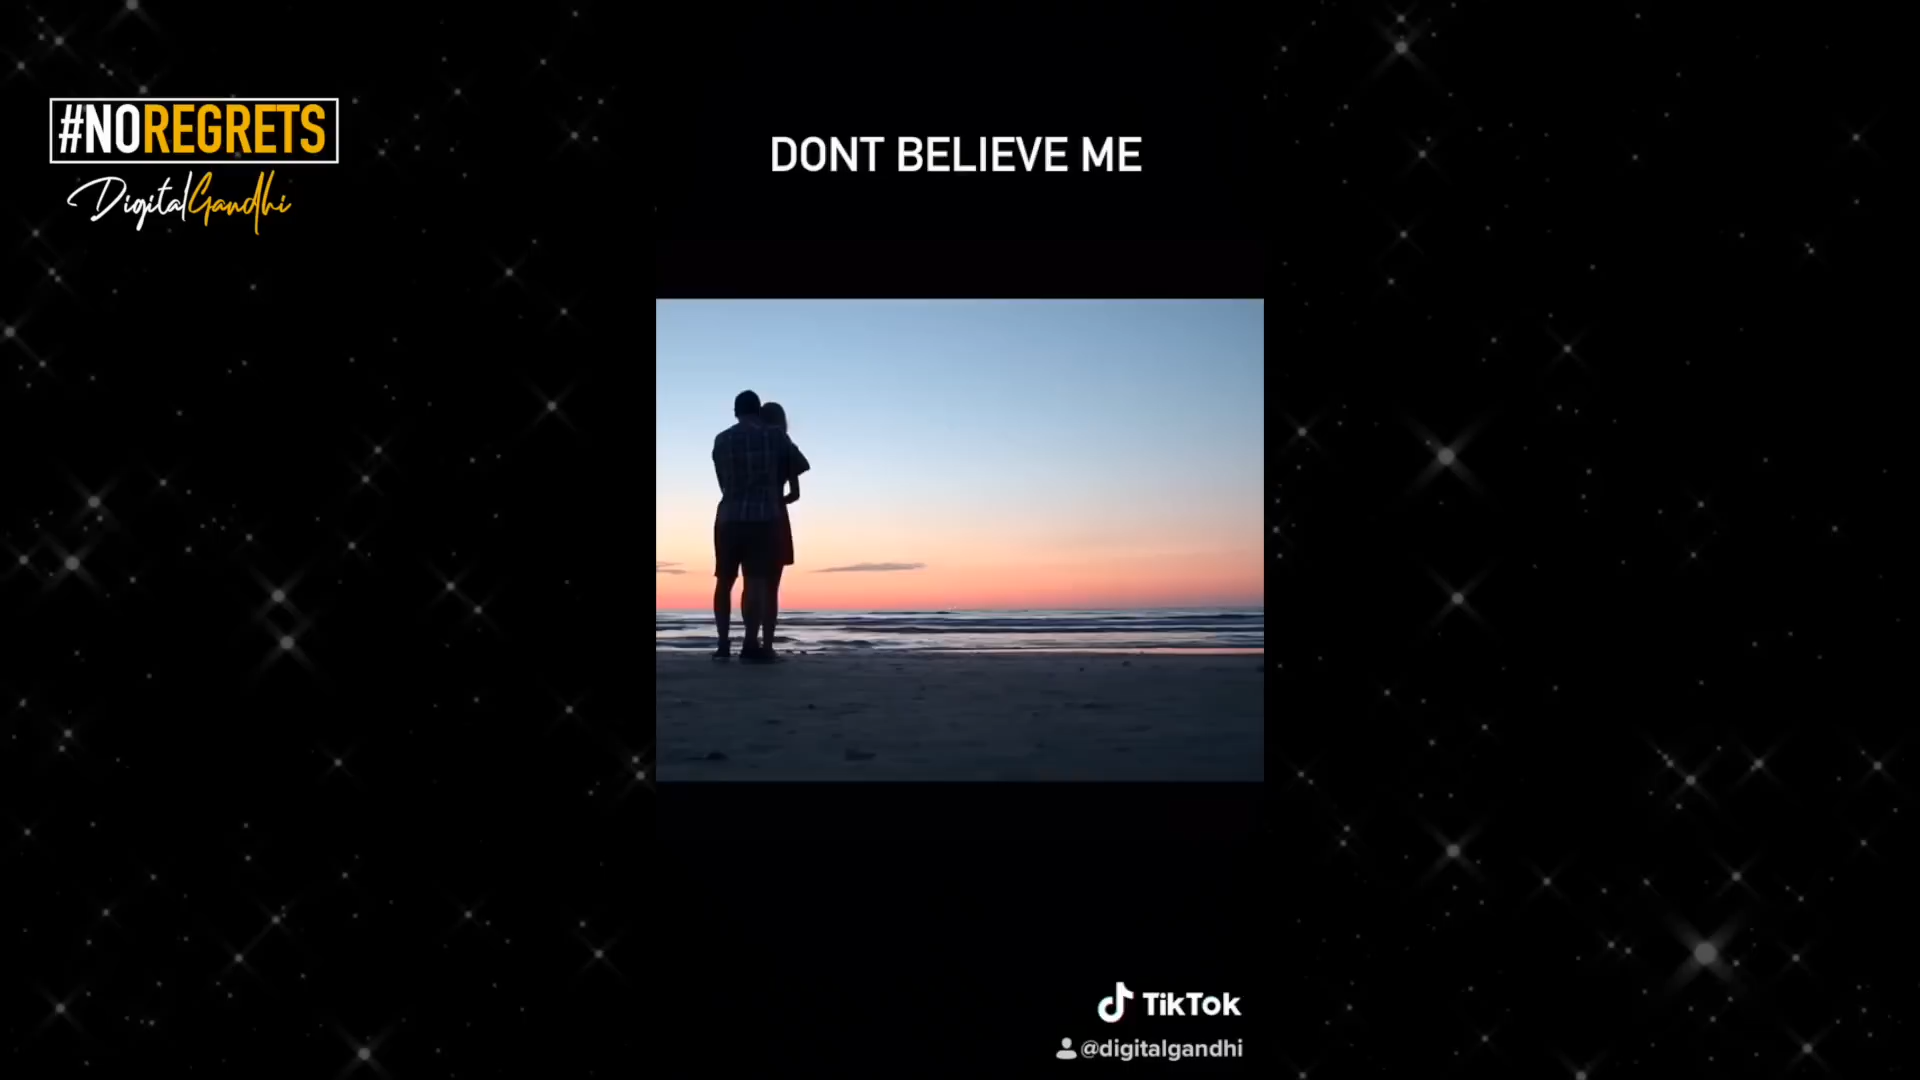 #NOREGRETS
DigitalGandhi
DONT BELIEVE ME
TikTok
@digitalgandhi